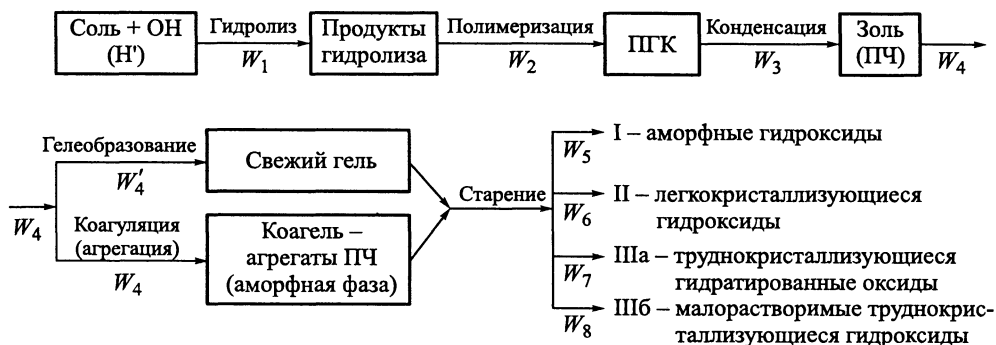 Соль + OH
(H')
Гидролиз
W₁
Продукты
гидролиза
Полимеризация
W₂
ПГК
Конденсация
W₃
Золь
(ПЧ)
W₄
W₄
Гелеобразование
W₄′
Свежий гель
Коагуляция
(агрегация)
W₄
Коагель –
агрегаты ПЧ
(аморфная фаза)
Старение
W₅
I – аморфные гидроксиды
W₆
II – легкокристаллизующиеся
гидроксиды
W₇
IIIа – труднокристаллизующиеся
гидратированные оксиды
W₈
IIIб – малорастворимые труднокрис-
таллизующиеся гидроксиды